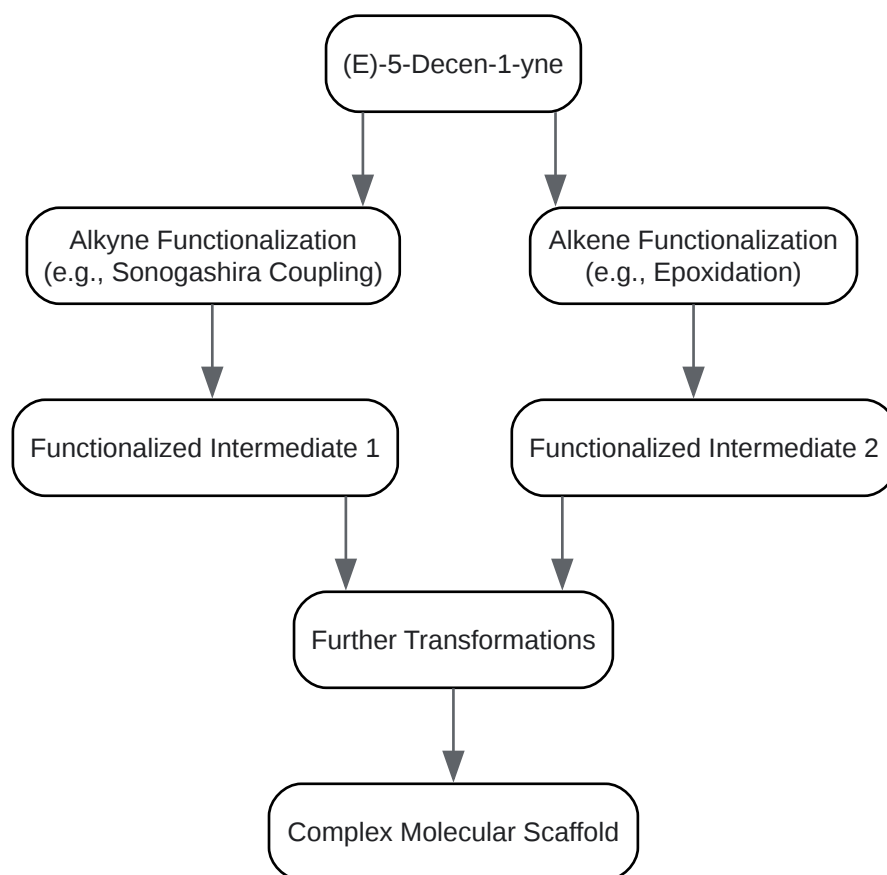 (E)-5-Decen-1-yne
Alkyne Functionalization
(e.g., Sonogashira Coupling)
Alkene Functionalization
(e.g., Epoxidation)
Functionalized Intermediate 1
Functionalized Intermediate 2
Further Transformations
Complex Molecular Scaffold